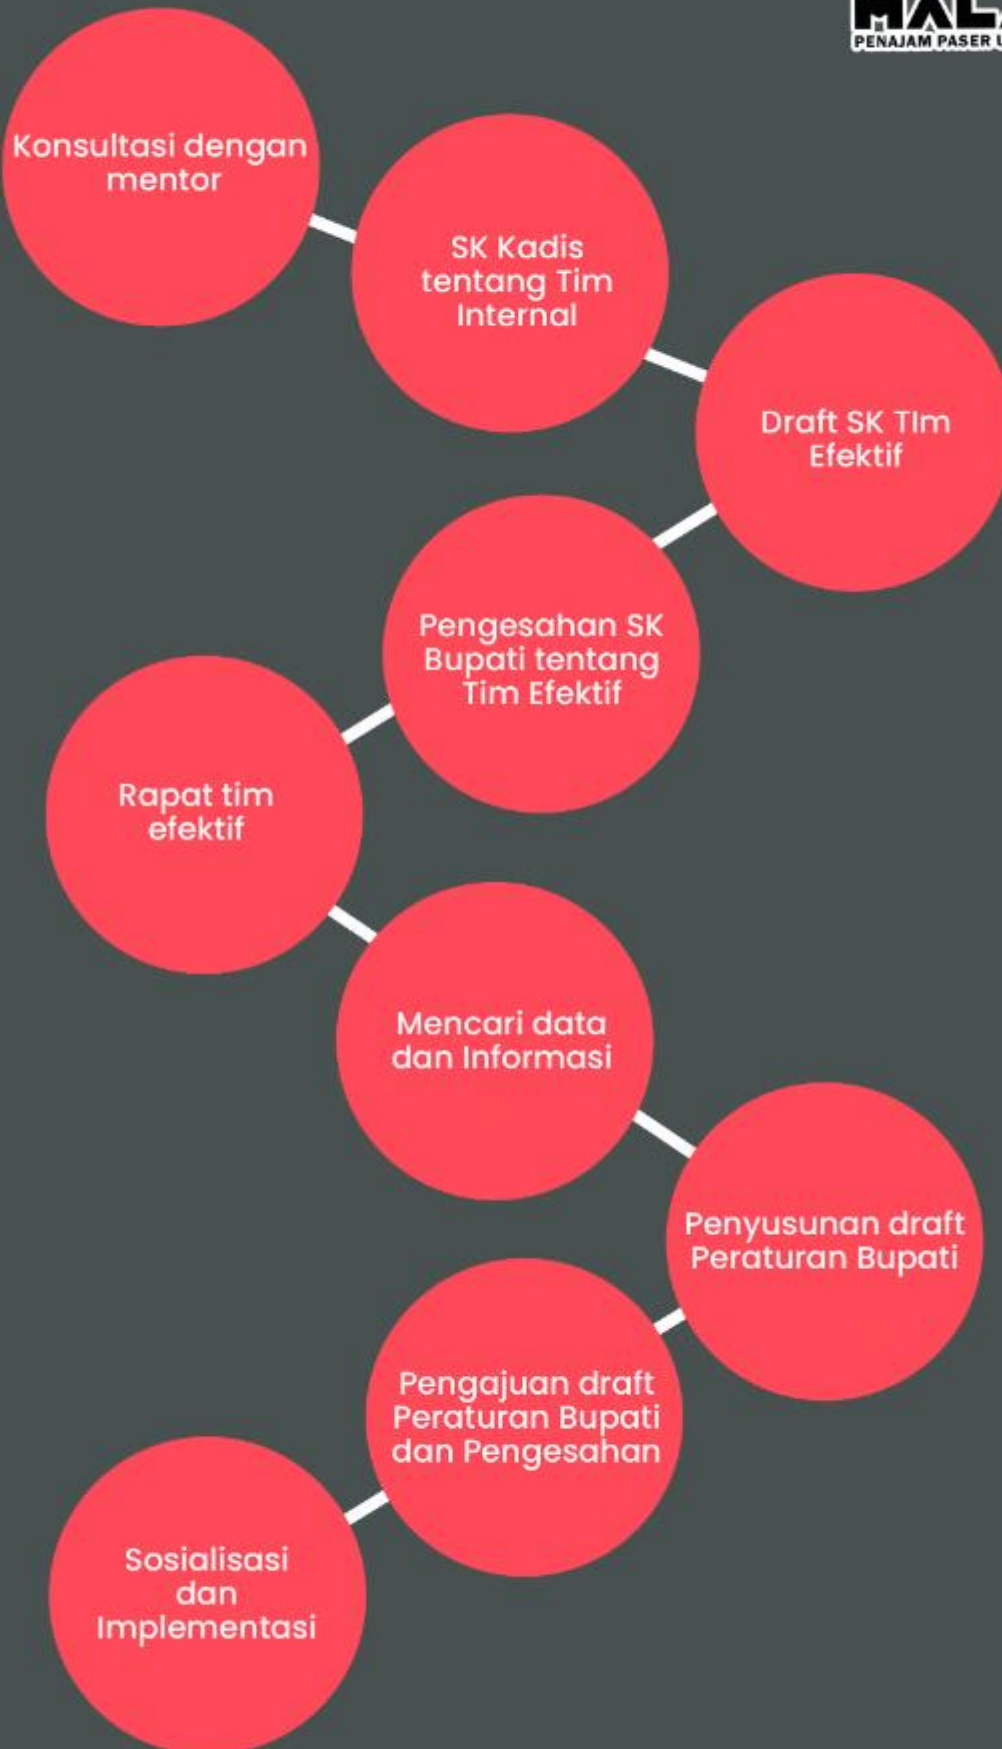 PENAJAM PASER
Konsultasi dengan
mentor
SK Kadis
tentang Tim
Internal
Draft SK TIm
Efektif
Pengesahan SK
Bupati tentang
Tim Efektif
Rapat tim
efektif
Mencari data
dan Informasi
Penyusunan draft
Peraturan Bupati
Pengajuan draft
Peraturan Bupati
dan Pengesahan
Sosialisasi
dan
Implementasi